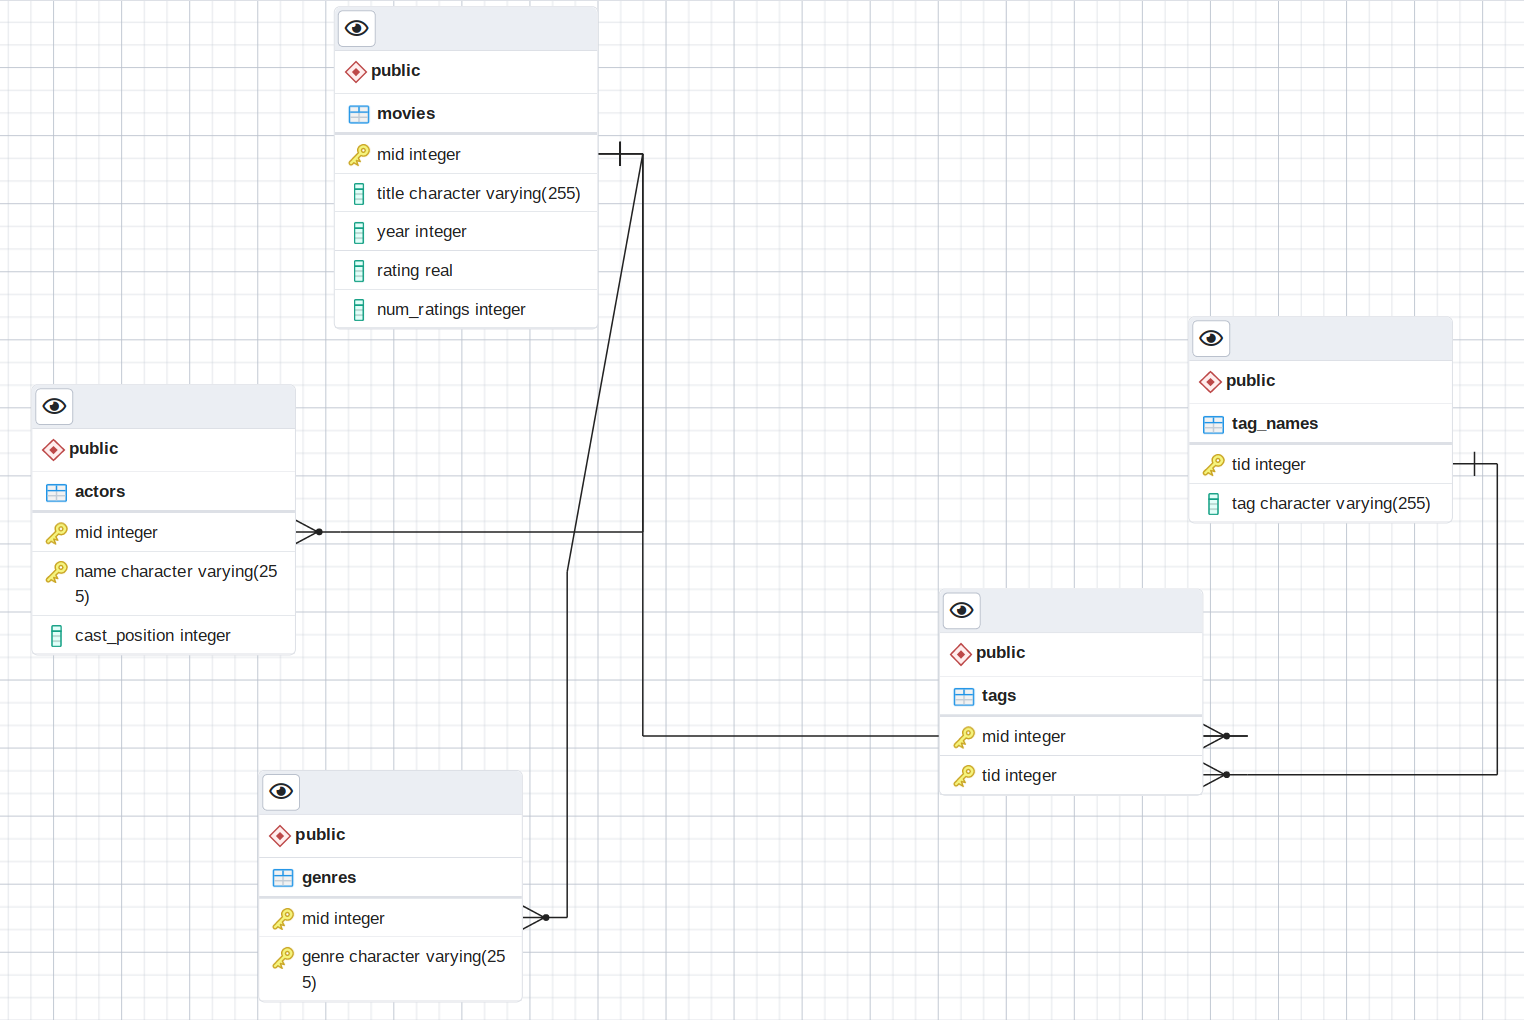 public
movies
mid integer
title character varying(255)
year integer
rating real
num_ratings integer
public
actors
mid integer
name character varying(25
5)
cast_position integer
public
genres
mid integer
genre character varying(25
5)
public
tag_names
tid integer
tag character varying(255)
public
tags
mid integer
tid integer